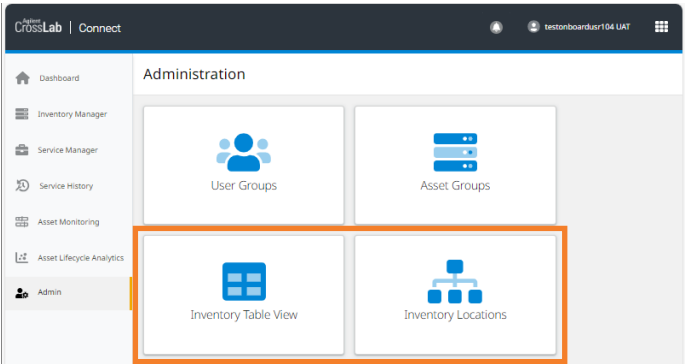 Agilent
CrossLab | Connect
testonboardusr104 UAT
Dashboard
Administration
Inventory Manager
Service Manager
Service History
Asset Monitoring
Asset Lifecycle Analytics
Admin
User Groups
Asset Groups
Inventory Table View
Inventory Locations